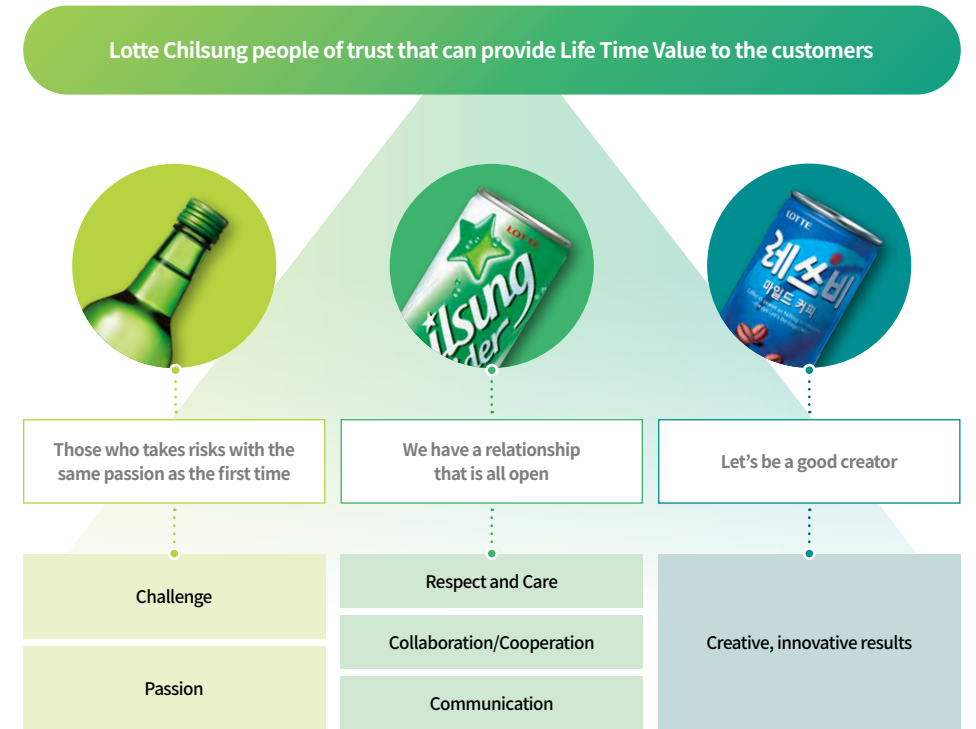 Lotte Chilsung people of trust that can provide Life Time Value to the customers
LOTTE
ilsung
der
LOTTE
레쓰비
마일드 커피
Those who takes risks with the
same passion as the first time
We have a relationship
that is all open
Let's be a good creator
Challenge
Passion
Respect and Care
Collaboration/Cooperation
Communication
Creative, innovative results